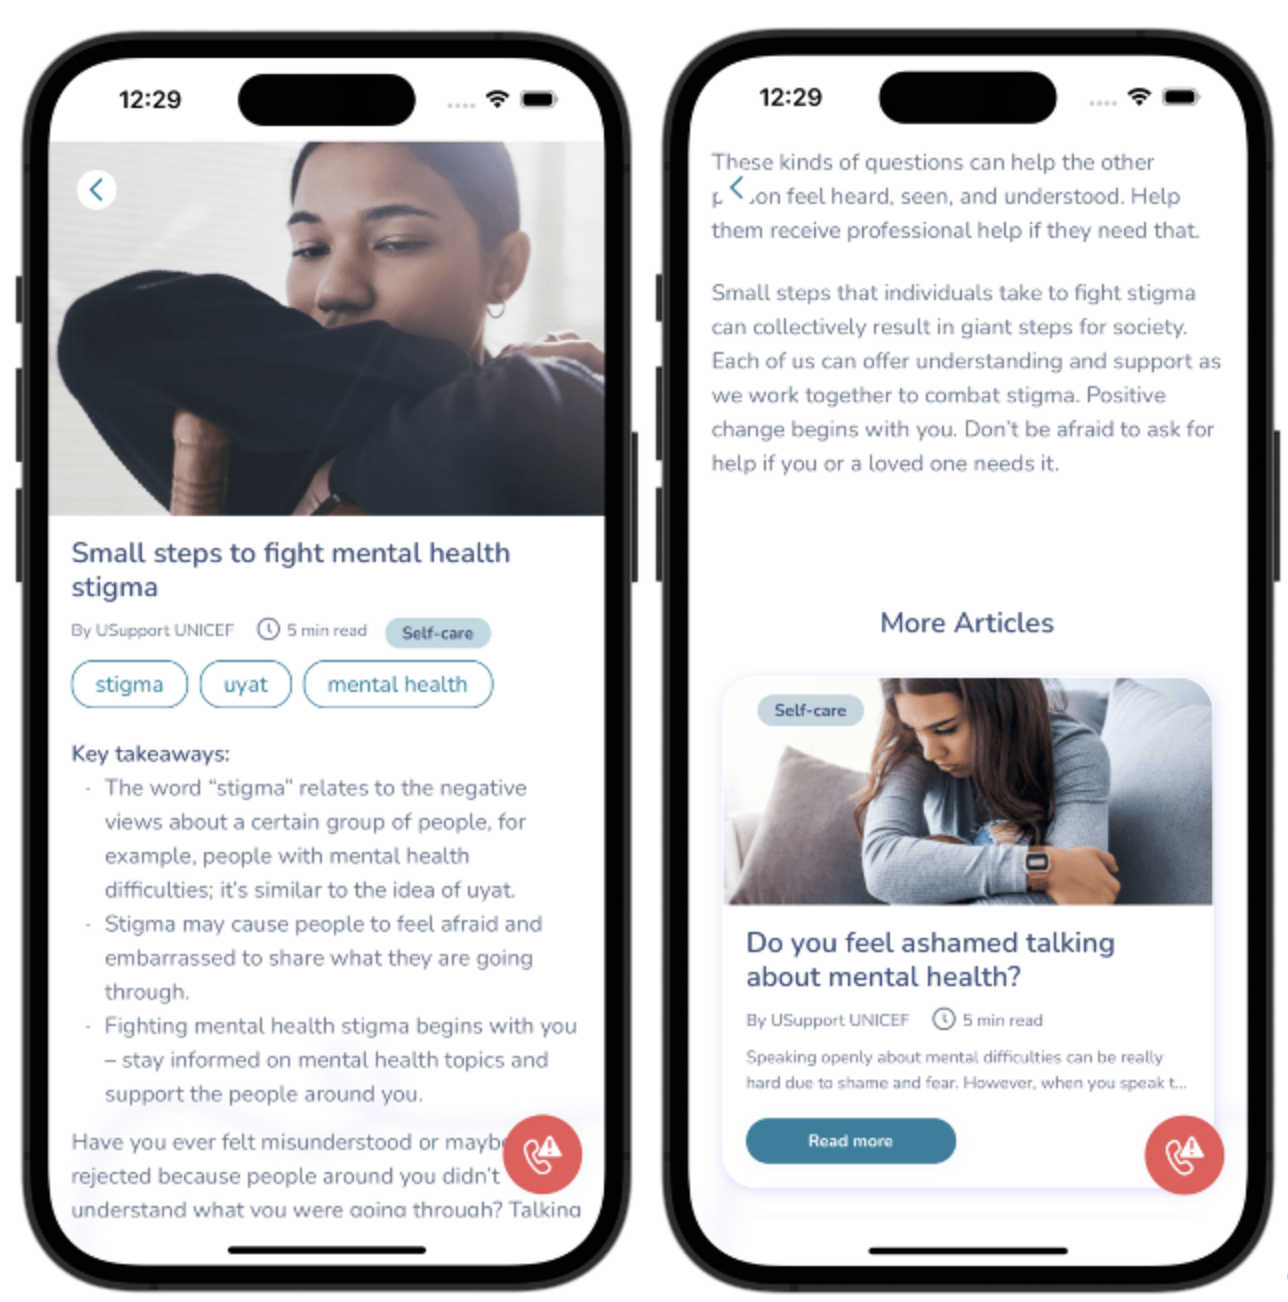 12:29
Small steps to fight mental health
stigma
By USupport UNICEF
5 min read
Self-care
stigma
uyat
mental health
Key takeaways:
· The word “stigma” relates to the negative
views about a certain group of people, for
example, people with mental health
difficulties; it's similar to the idea of uyat.
· Stigma may cause people to feel afraid and
embarrassed to share what they are going
through.
· Fighting mental health stigma begins with you
– stay informed on mental health topics and
support the people around you.
Have you ever felt misunderstood or mayb
rejected because people around you didn't
understand what you were going through? Talking
12:29
These kinds of questions can help the other
feel heard, seen, and understood. Help
them receive professional help if they need that.
Small steps that individuals take to fight stigma
can collectively result in giant steps for society.
Each of us can offer understanding and support as
we work together to combat stigma. Positive
change begins with you. Don't be afraid to ask for
help if you or a loved one needs it.
More Articles
Self-care
Do you feel ashamed talking
about mental health?
By USupport UNICEF
5 min read
Speaking openly about mental difficulties can be really
hard due to shame and fear. However, when you speak t...
Read more